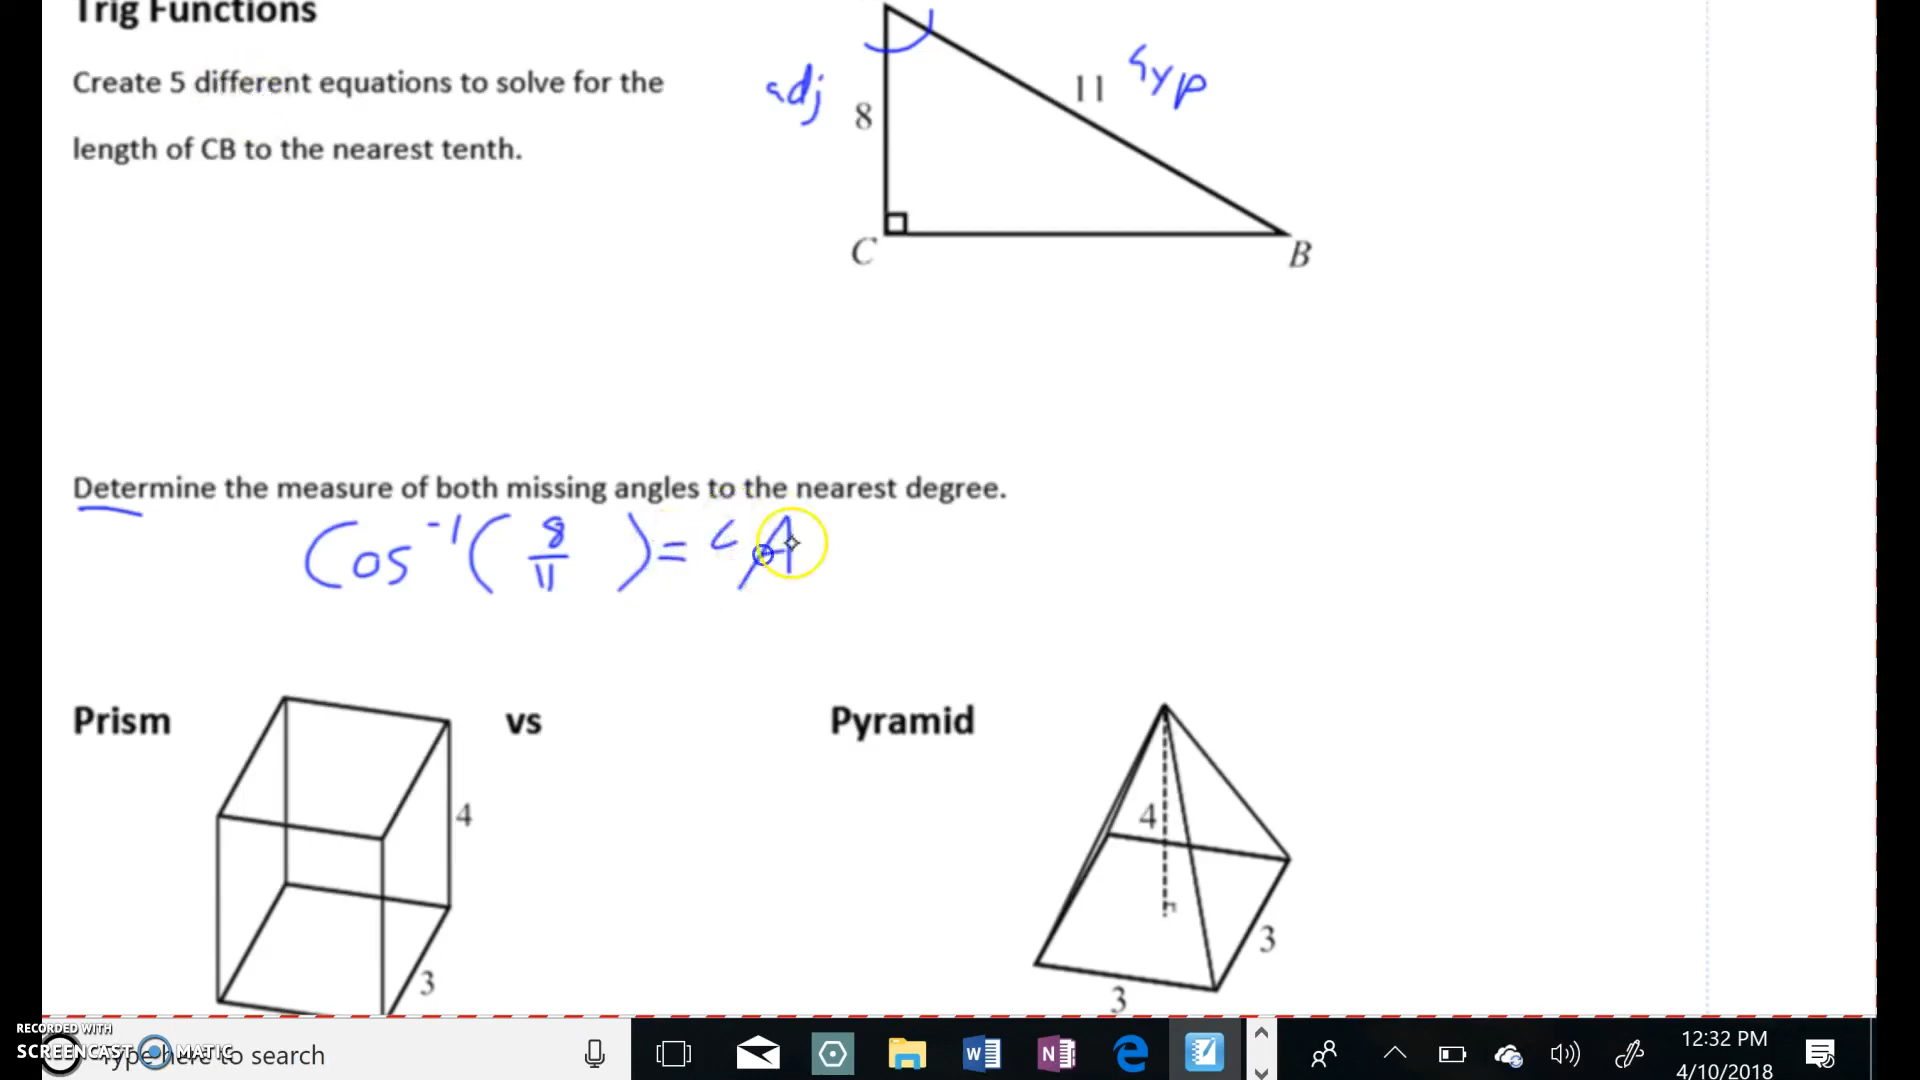 Trig Functions
Create 5 different equations to solve for the
length of CB to the nearest tenth.
adj
8
11
hyp
C
B
Determine the measure of both missing angles to the nearest degree.
Cos⁻¹( 8/11 ) = ∠A
Prism
vs
Pyramid
4
3
4
3
3
RECORDED WITH
SCREENCAST MATIC
Type here to search
12:32 PM
4/10/2018